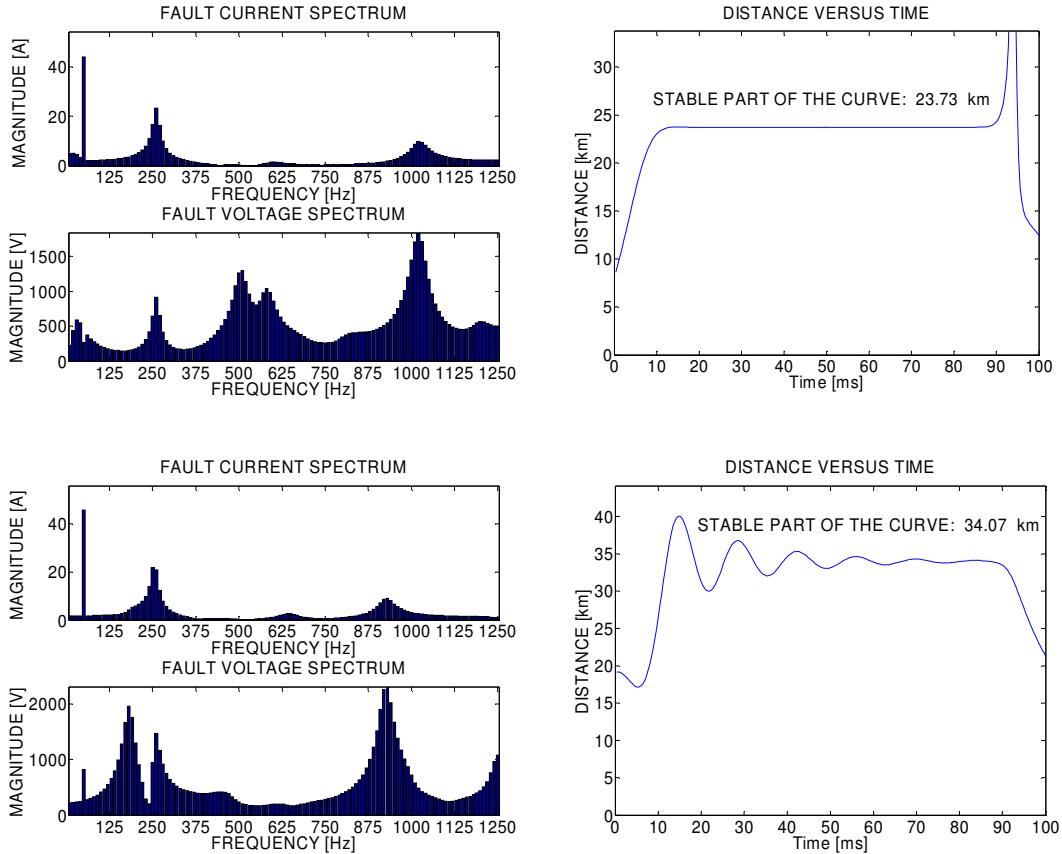 FAULT CURRENT SPECTRUM
MAGNITUDE [A]
40
20
0
125 250 375 500 625 750 875 1000 1125 1250
FREQUENCY [Hz]
FAULT VOLTAGE SPECTRUM
MAGNITUDE [V]
1500
1000
500
0
125 250 375 500 625 750 875 1000 1125 1250
FREQUENCY [Hz]
DISTANCE VERSUS TIME
STABLE PART OF THE CURVE: 23.73 km
DISTANCE [km]
30
25
20
15
10
5
0
0 10 20 30 40 50 60 70 80 90 100
Time [ms]
FAULT CURRENT SPECTRUM
MAGNITUDE [A]
40
20
0
125 250 375 500 625 750 875 1000 1125 1250
FREQUENCY [Hz]
FAULT VOLTAGE SPECTRUM
MAGNITUDE [V]
2000
1000
0
125 250 375 500 625 750 875 1000 1125 1250
FREQUENCY [Hz]
DISTANCE VERSUS TIME
STABLE PART OF THE CURVE: 34.07 km
DISTANCE [km]
40
35
30
25
20
15
10
5
0
0 10 20 30 40 50 60 70 80 90 100
Time [ms]